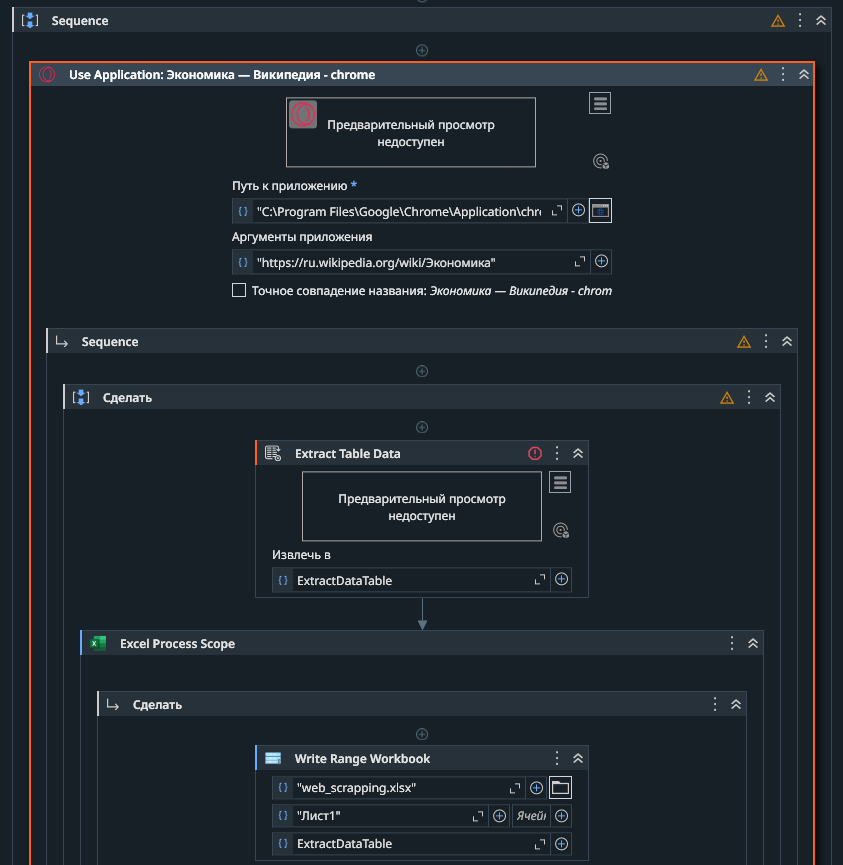 Sequence
Use Application: Экономика — Википедия - chrome
Предварительный просмотр
недоступен
Путь к приложению *
"C:\Program Files\Google\Chrome\Application\chr
Аргументы приложения
"https://ru.wikipedia.org/wiki/Экономика"
Точное совпадение названия: Экономика — Википедия - chrom
Sequence
Сделать
Extract Table Data
Предварительный просмотр
недоступен
Извлечь в
ExtractDataTable
Excel Process Scope
Сделать
Write Range Workbook
"web_scrapping.xlsx"
"Лист1" Ячей
ExtractDataTable